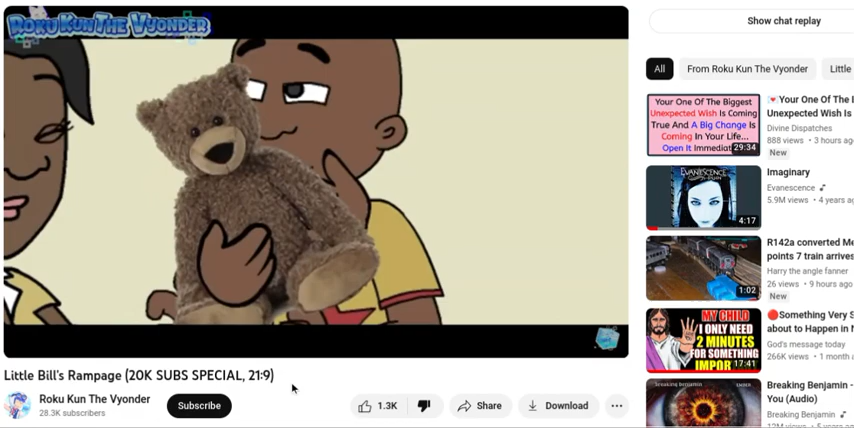 Roku Kun The Vyonder
Little Bill's Rampage (20K SUBS SPECIAL, 21:9)
Roku Kun The Vyonder
28.3K subscribers
Subscribe
1.3K
Share
Download
Show chat replay
All
From Roku Kun The Vyonder
Little
Your One Of The Biggest
Unexpected Wish Is Coming
True And A Big Change Is
Coming In Your Life...
Open It Immediat
29:34
💌Your One Of The
Unexpected Wish Is
Divine Dispatches
888 views • 3 hours ag
New
EVANESCENCE
4:17
Imaginary
Evanescence
5.9M views • 4 years a
1:02
R142a converted Me
points 7 train arrives
Harry the angle fanner
26 views • 9 hours ago
New
MY CHILD
I ONLY NEED
2 MINUTES
FOR SOMETHING
IMPOR
17:41
🔴Something Very S
about to Happen in
God's message today
266K views • 1 month a
BREAKING BENJAMIN
EMBER
Breaking Benjamin -
You (Audio)
Breaking Benjamin